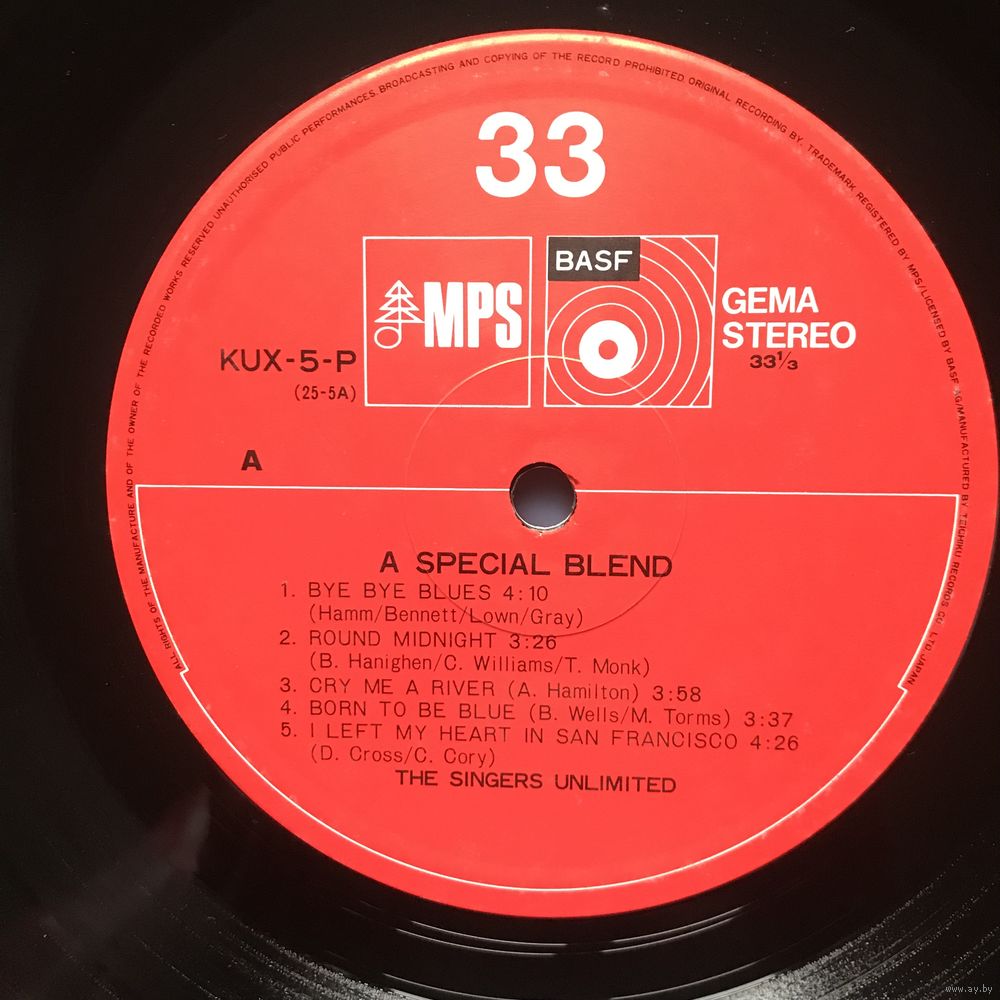 ALL RIGHTS OF THE MANUFACTURE AND OF THE OWNER OF THE RECORDED WORKS RESERVED UNAUTHORISED PUBLIC PERFORMANCES. BROADCASTING AND COPYING OF THE RECORD PROHIBITED ORIGINAL RECORDING BY. TRADEMARK REGISTERED BY MPS/LICENSED BY BASF AG/MANUFACTURED BY TEICHIKU RECORDS CO. LTD. JAPAN
33
BASF
MPS
GEMA
STEREO
33⅓
KUX-5-P
(25-5A)
A
A SPECIAL BLEND
1. BYE BYE BLUES 4:10
(Hamm/Bennett/Lown/Gray)
2. ROUND MIDNIGHT 3:26
(B. Hanighen/C. Williams/T. Monk)
3. CRY ME A RIVER (A. Hamilton) 3:58
4. BORN TO BE BLUE (B. Wells/M. Torms) 3:37
5. I LEFT MY HEART IN SAN FRANCISCO 4:26
(D. Cross/C. Cory)
THE SINGERS UNLIMITED
www.ay.by